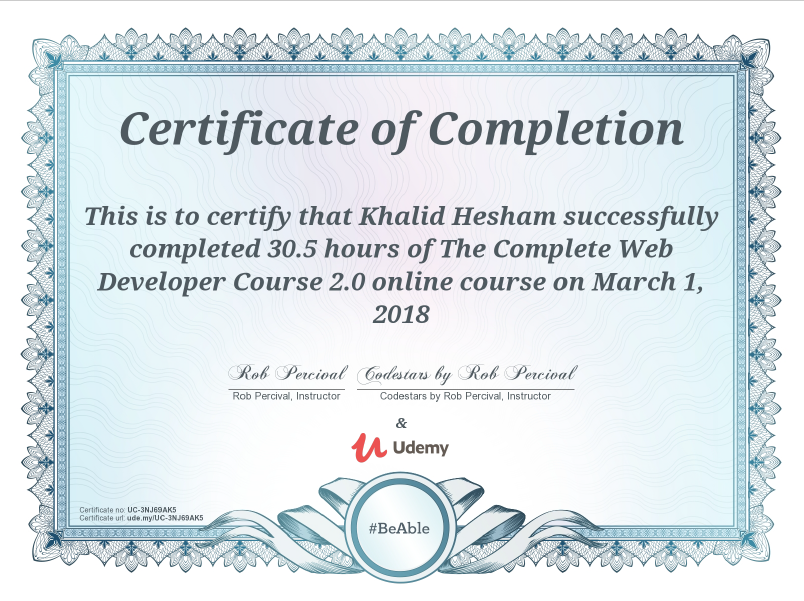 Certificate of Completion
This is to certify that Khalid Hesham successfully
completed 30.5 hours of The Complete Web
Developer Course 2.0 online course on March 1,
2018
Rob Percival Codestars by Rob Percival
Rob Percival, Instructor Codestars by Rob Percival, Instructor
&
Udemy
Certificate no: UC-3NJ69AK5
Certificate url: ude.my/UC-3NJ69AK5
#BeAble